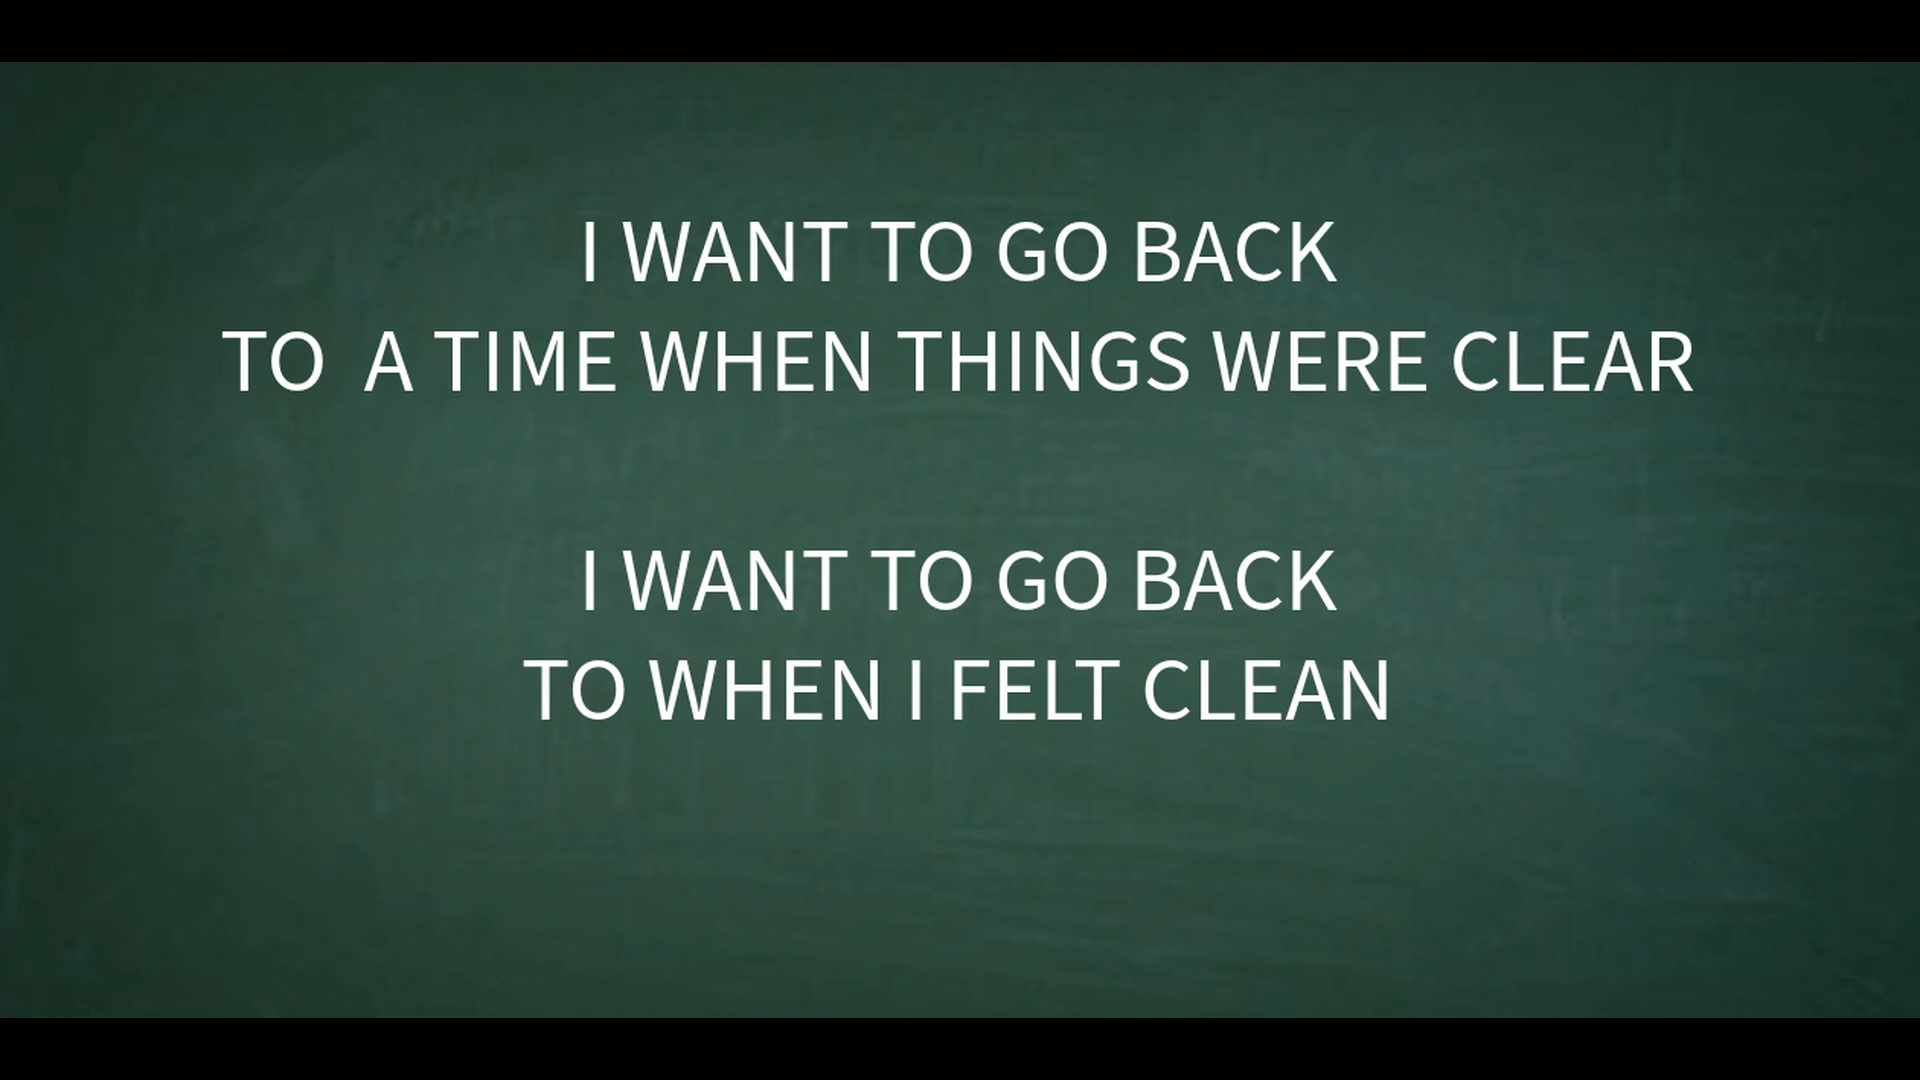 I WANT TO GO BACK
TO  A TIME WHEN THINGS WERE CLEAR
I WANT TO GO BACK
TO WHEN I FELT CLEAN